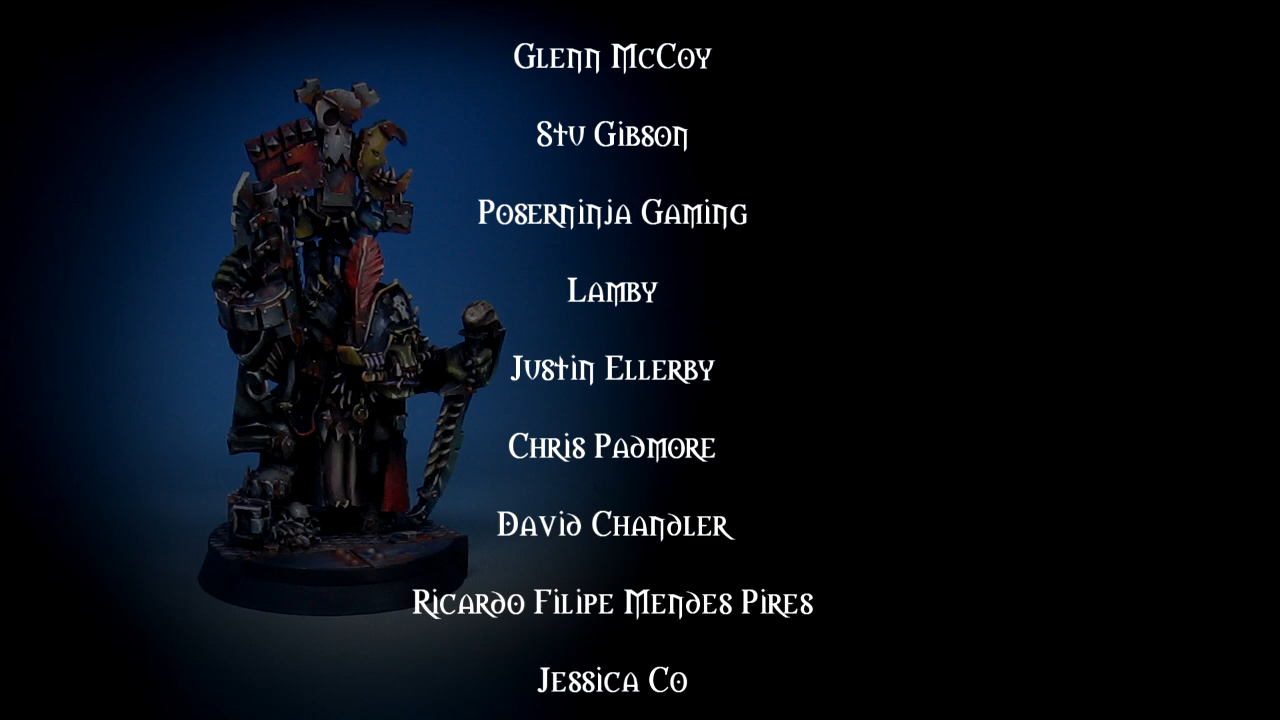 Glenn McCoy
Stu Gibson
Poserninja Gaming
Lamby
Justin Ellerby
Chris Padmore
David Chandler
Ricardo Filipe Mendes Pires
Jessica Co